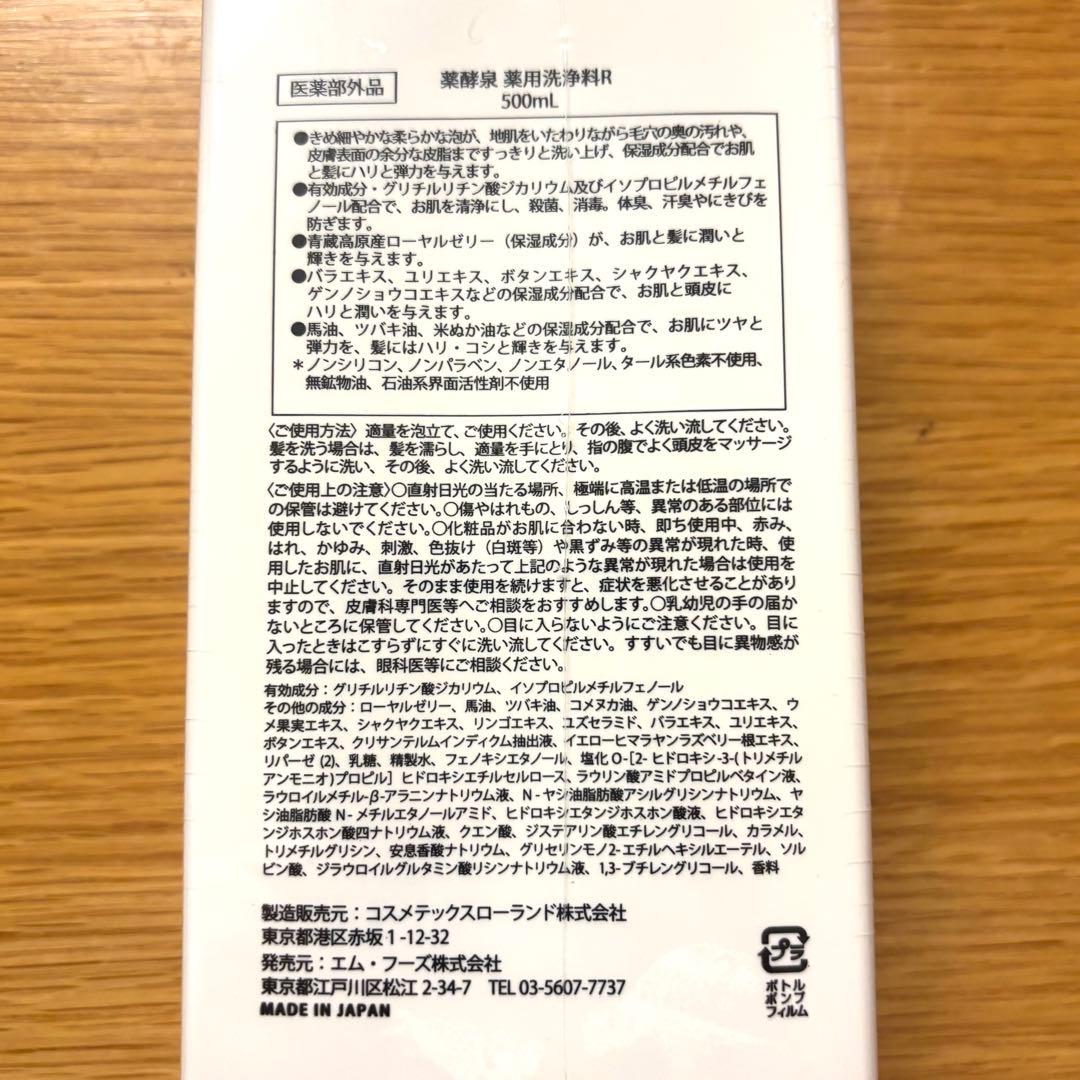 医薬部外品
薬酵泉 薬用洗浄料R
500mL
●きめ細やかな柔らかな泡が、地肌をいたわりながら毛穴の奥の汚れや、
皮膚表面の余分な皮脂まですっきりと洗い上げ、保湿成分配合でお肌
と髪にハリと弾力を与えます。
●有効成分・グリチルリチン酸ジカリウム及びイソプロピルメチルフェ
ノール配合で、お肌を清浄にし、殺菌、消毒。体臭、汗臭やにきびを
防ぎます。
●青蔵高原産ローヤルゼリー（保湿成分）が、お肌と髪に潤いと
輝きを与えます。
●バラエキス、ユリエキス、ボタンエキス、シャクヤクエキス、
ゲンノショウコエキスなどの保湿成分配合で、お肌と頭皮に
ハリと潤いを与えます。
●馬油、ツバキ油、米ぬか油などの保湿成分配合で、お肌にツヤと
弾力を、髪にはハリ・コシと輝きを与えます。
＊ノンシリコン、ノンパラベン、ノンエタノール、タール系色素不使用、
無鉱物油、石油系界面活性剤不使用
〈ご使用方法〉適量を泡立て、ご使用ください。その後、よく洗い流してください。
髪を洗う場合は、髪を濡らし、適量を手にとり、指の腹でよく頭皮をマッサージ
するように洗い、その後、よく洗い流してください。
〈ご使用上の注意〉○直射日光の当たる場所、極端に高温または低温の場所で
の保管は避けてください。○傷やはれもの、しっしん等、異常のある部位には
使用しないでください。○化粧品がお肌に合わない時、即ち使用中、赤み、
はれ、かゆみ、刺激、色抜け（白斑等）や黒ずみ等の異常が現れた時、使
用したお肌に、直射日光があたって上記のような異常が現れた場合は使用を
中止してください。そのまま使用を続けますと、症状を悪化させることがあり
ますので、皮膚科専門医等へご相談をおすすめします。○乳幼児の手の届か
ないところに保管してください。○目に入らないようにご注意ください。目に
入ったときはこすらずにすぐに洗い流してください。すすいでも目に異物感が
残る場合には、眼科医等にご相談ください。
有効成分：グリチルリチン酸ジカリウム、イソプロピルメチルフェノール
その他の成分：ローヤルゼリー、馬油、ツバキ油、コメヌカ油、ゲンノショウコエキス、ウ
メ果実エキス、シャクヤクエキス、リンゴエキス、ユズセラミド、バラエキス、ユリエキス、
ボタンエキス、クリサンテルムインディクム抽出液、イエローヒマラヤンラズベリー根エキス、
リパーゼ (2)、乳糖、精製水、フェノキシエタノール、塩化 O-[2-ヒドロキシ-3-(トリメチル
アンモニオ)プロピル] ヒドロキシエチルセルロース、ラウリン酸アミドプロピルベタイン液、
ラウロイルメチル-β-アラニンナトリウム液、N-ヤシ油脂肪酸アシルグリシンナトリウム、ヤ
シ油脂肪酸 N-メチルエタノールアミド、ヒドロキシエタンジホスホン酸液、ヒドロキシエタ
ンジホスホン酸四ナトリウム液、クエン酸、ジステアリン酸エチレングリコール、カラメル、
トリメチルグリシン、安息香酸ナトリウム、グリセリンモノ2-エチルヘキシルエーテル、ソル
ビン酸、ジラウロイルグルタミン酸リシンナトリウム液、1,3-ブチレングリコール、香料
製造販売元：コスメテックスローランド株式会社
東京都港区赤坂 1-12-32
発売元：エム・フーズ株式会社
東京都江戸川区松江 2-34-7 TEL 03-5607-7737
MADE IN JAPAN
プラ
ボトル
ポンプ
フィルム